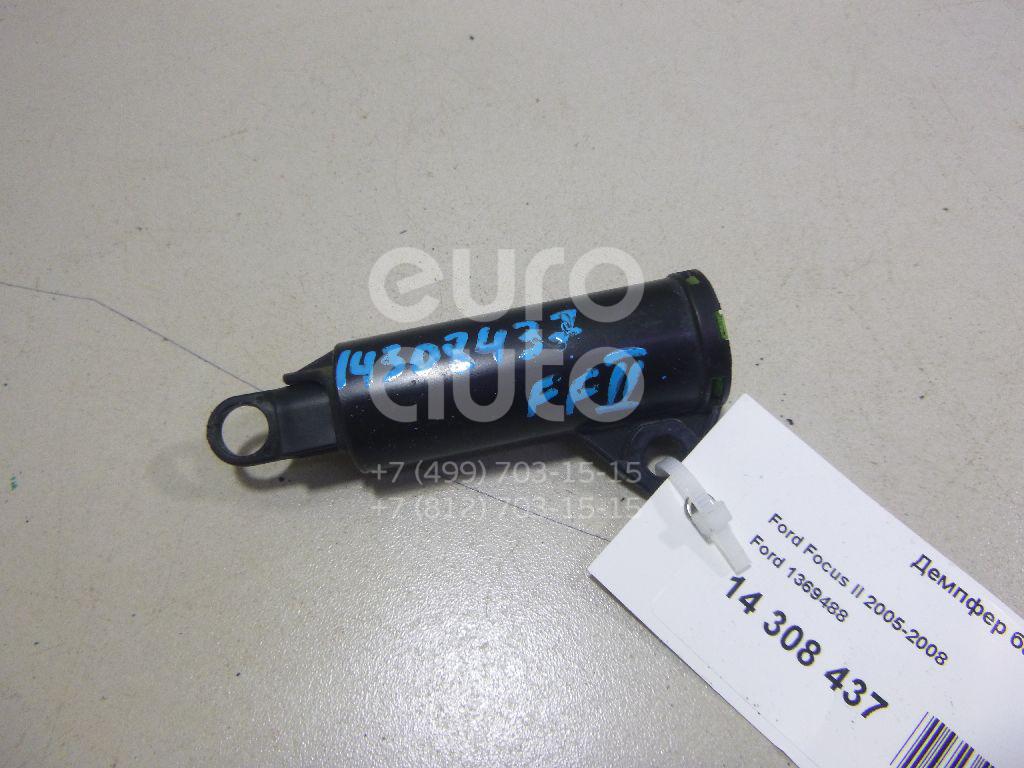 euro
auto
14308437
FFII
+7 (499) 703-15-15
+7 (812) 703-15-15
Демпфер
Ford Focus II 2005-2008
Ford 1369488
14 308 437